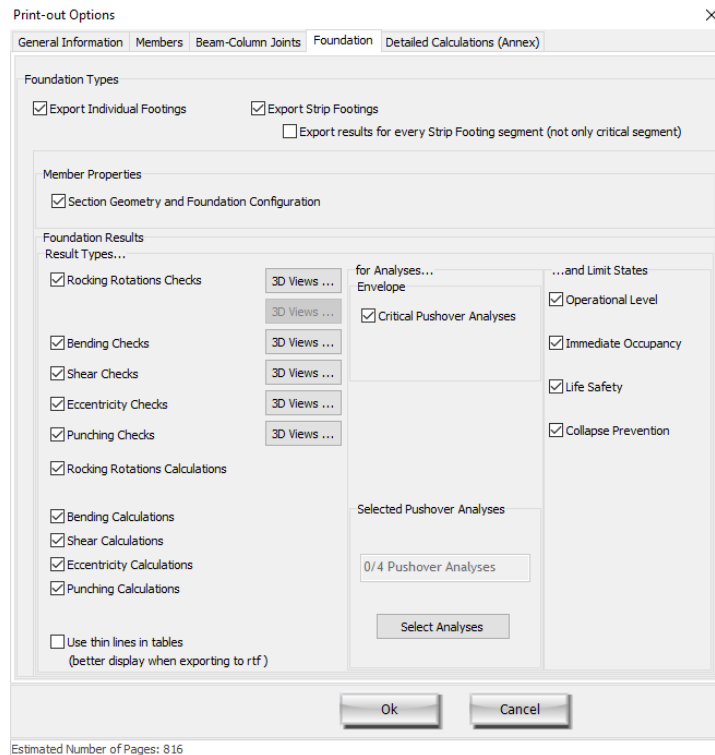 Print-out Options
General Information Members Beam-Column Joints Foundation Detailed Calculations (Annex)
Foundation Types
Export Individual Footings Export Strip Footings
Export results for every Strip Footing segment (not only critical segment)
Member Properties
Section Geometry and Foundation Configuration
Foundation Results
Result Types... for Analyses... ...and Limit States
Rocking Rotations Checks 3D Views ... Envelope Operational Level
3D Views ... Critical Pushover Analyses
Bending Checks 3D Views ... Immediate Occupancy
Shear Checks 3D Views ... Life Safety
Eccentricity Checks 3D Views ...
Punching Checks 3D Views ... Collapse Prevention
Rocking Rotations Calculations
Bending Calculations Selected Pushover Analyses
Shear Calculations
Eccentricity Calculations 0/4 Pushover Analyses
Punching Calculations
Select Analyses
Use thin lines in tables
(better display when exporting to rtf )
Ok Cancel
Estimated Number of Pages: 816